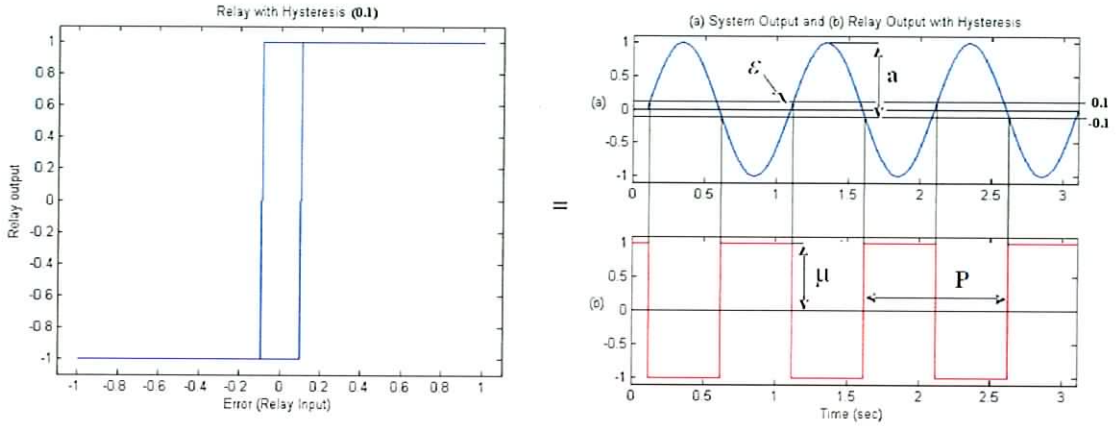 Relay with Hysteresis (0.1)
Relay output
1
0.8
0.6
0.4
0.2
0
-0.2
-0.4
-0.6
-0.8
-1
-1 -0.8 -0.6 -0.4 -0.2 0 0.2 0.4 0.6 0.8 1
Error (Relay Input)
=
(a) System Output and (b) Relay Output with Hysteresis
(a)
1
0.5
0
-0.5
-1
ε
a
0.1
-0.1
0 0.5 1 1.5 2 2.5 3
(b)
1
0.5
0
-0.5
-1
μ
P
0 0.5 1 1.5 2 2.5 3
Time (sec)